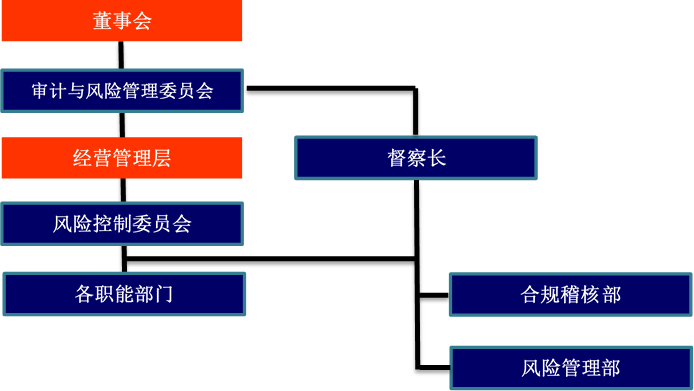 董事会
审计与风险管理委员会
经营管理层
督察长
风险控制委员会
各职能部门
合规稽核部
风险管理部